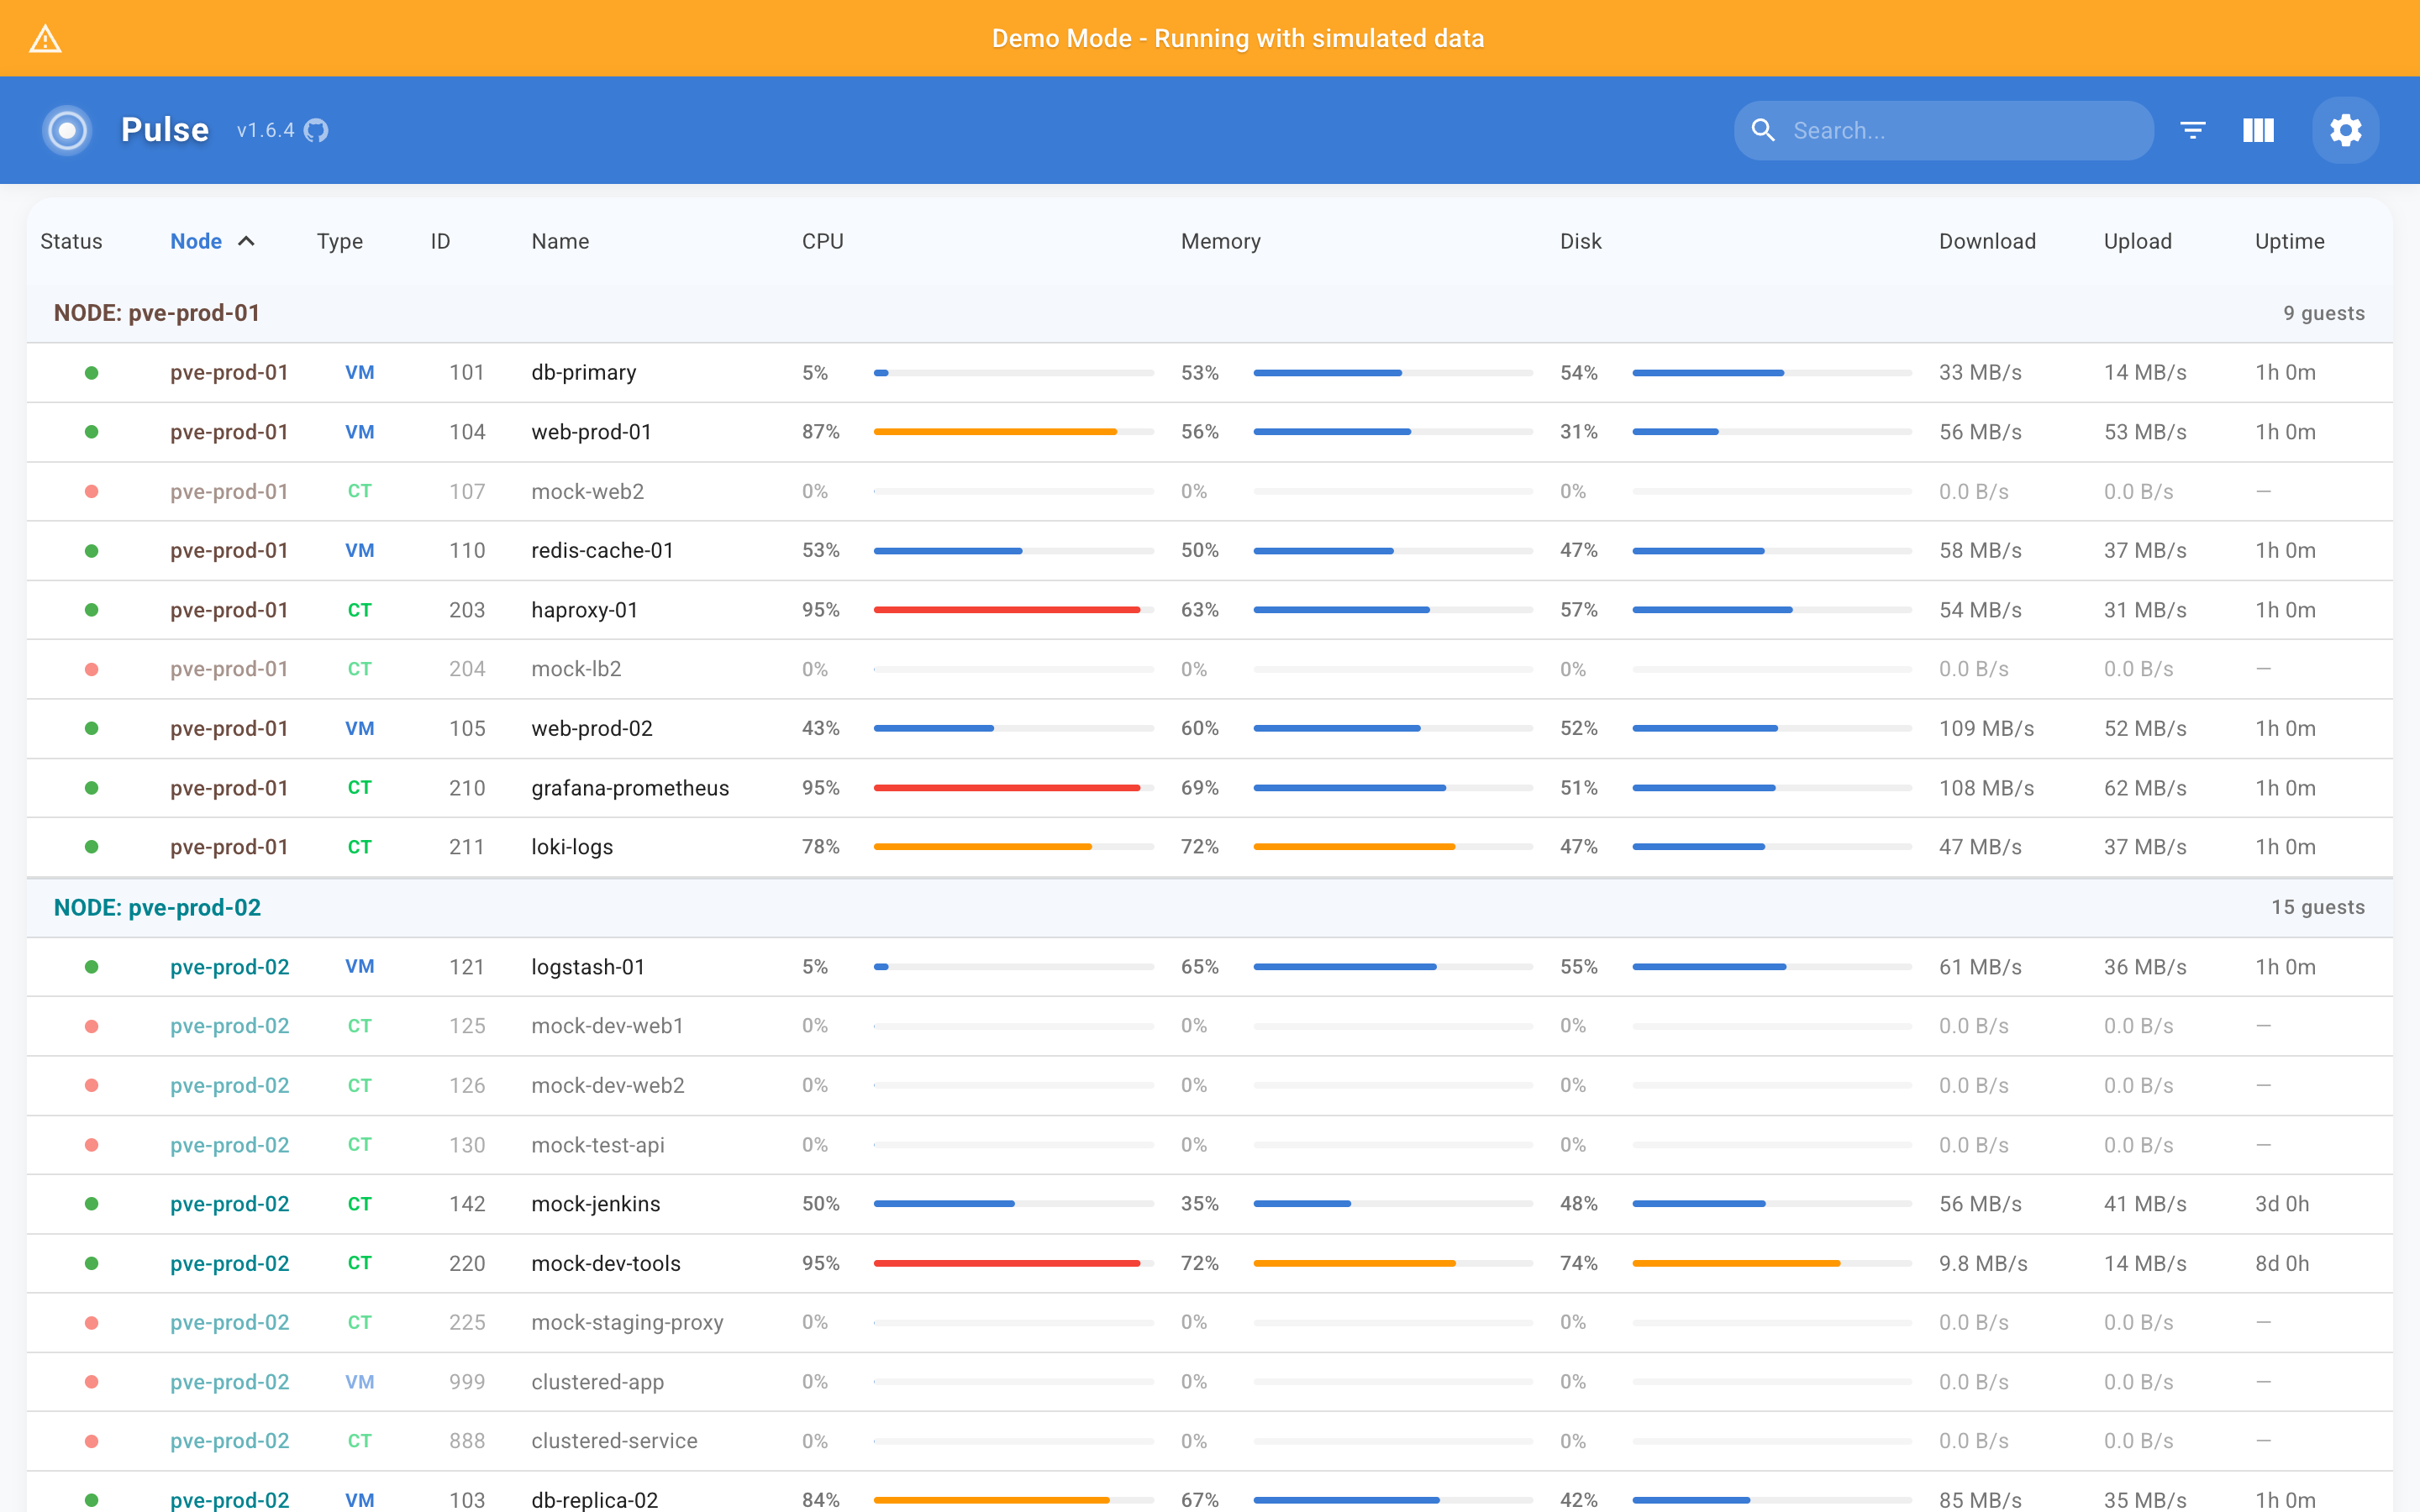 Demo Mode - Running with simulated data
Pulse v1.6.4 Search...
Status Node Type ID Name CPU Memory Disk Download Upload Uptime
NODE: pve-prod-01 9 guests
pve-prod-01 VM 101 db-primary 5% 53% 54% 33 MB/s 14 MB/s 1h 0m
pve-prod-01 VM 104 web-prod-01 87% 56% 31% 56 MB/s 53 MB/s 1h 0m
pve-prod-01 CT 107 mock-web2 0% 0% 0% 0.0 B/s 0.0 B/s —
pve-prod-01 VM 110 redis-cache-01 53% 50% 47% 58 MB/s 37 MB/s 1h 0m
pve-prod-01 CT 203 haproxy-01 95% 63% 57% 54 MB/s 31 MB/s 1h 0m
pve-prod-01 CT 204 mock-lb2 0% 0% 0% 0.0 B/s 0.0 B/s —
pve-prod-01 VM 105 web-prod-02 43% 60% 52% 109 MB/s 52 MB/s 1h 0m
pve-prod-01 CT 210 grafana-prometheus 95% 69% 51% 108 MB/s 62 MB/s 1h 0m
pve-prod-01 CT 211 loki-logs 78% 72% 47% 47 MB/s 37 MB/s 1h 0m
NODE: pve-prod-02 15 guests
pve-prod-02 VM 121 logstash-01 5% 65% 55% 61 MB/s 36 MB/s 1h 0m
pve-prod-02 CT 125 mock-dev-web1 0% 0% 0% 0.0 B/s 0.0 B/s —
pve-prod-02 CT 126 mock-dev-web2 0% 0% 0% 0.0 B/s 0.0 B/s —
pve-prod-02 CT 130 mock-test-api 0% 0% 0% 0.0 B/s 0.0 B/s —
pve-prod-02 CT 142 mock-jenkins 50% 35% 48% 56 MB/s 41 MB/s 3d 0h
pve-prod-02 CT 220 mock-dev-tools 95% 72% 74% 9.8 MB/s 14 MB/s 8d 0h
pve-prod-02 CT 225 mock-staging-proxy 0% 0% 0% 0.0 B/s 0.0 B/s —
pve-prod-02 VM 999 clustered-app 0% 0% 0% 0.0 B/s 0.0 B/s —
pve-prod-02 CT 888 clustered-service 0% 0% 0% 0.0 B/s 0.0 B/s —
pve-prod-02 VM 103 db-replica-02 84% 67% 42% 85 MB/s 35 MB/s 1h 0m